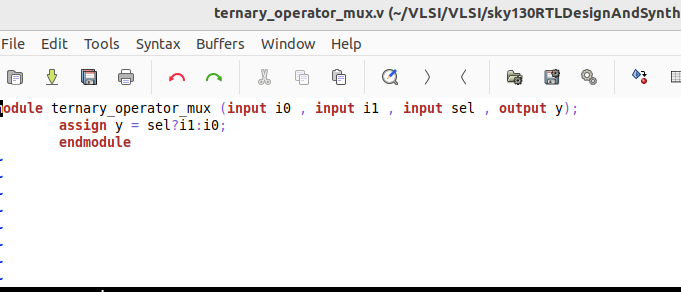 ternary_operator_mux.v (~/VLSI/VLSI/sky130RTLDesignAndSynth
File Edit Tools Syntax Buffers Window Help
module ternary_operator_mux (input i0 , input i1 , input sel , output y);
assign y = sel?i1:i0;
endmodule
~
~
~
~
~
~
~
~